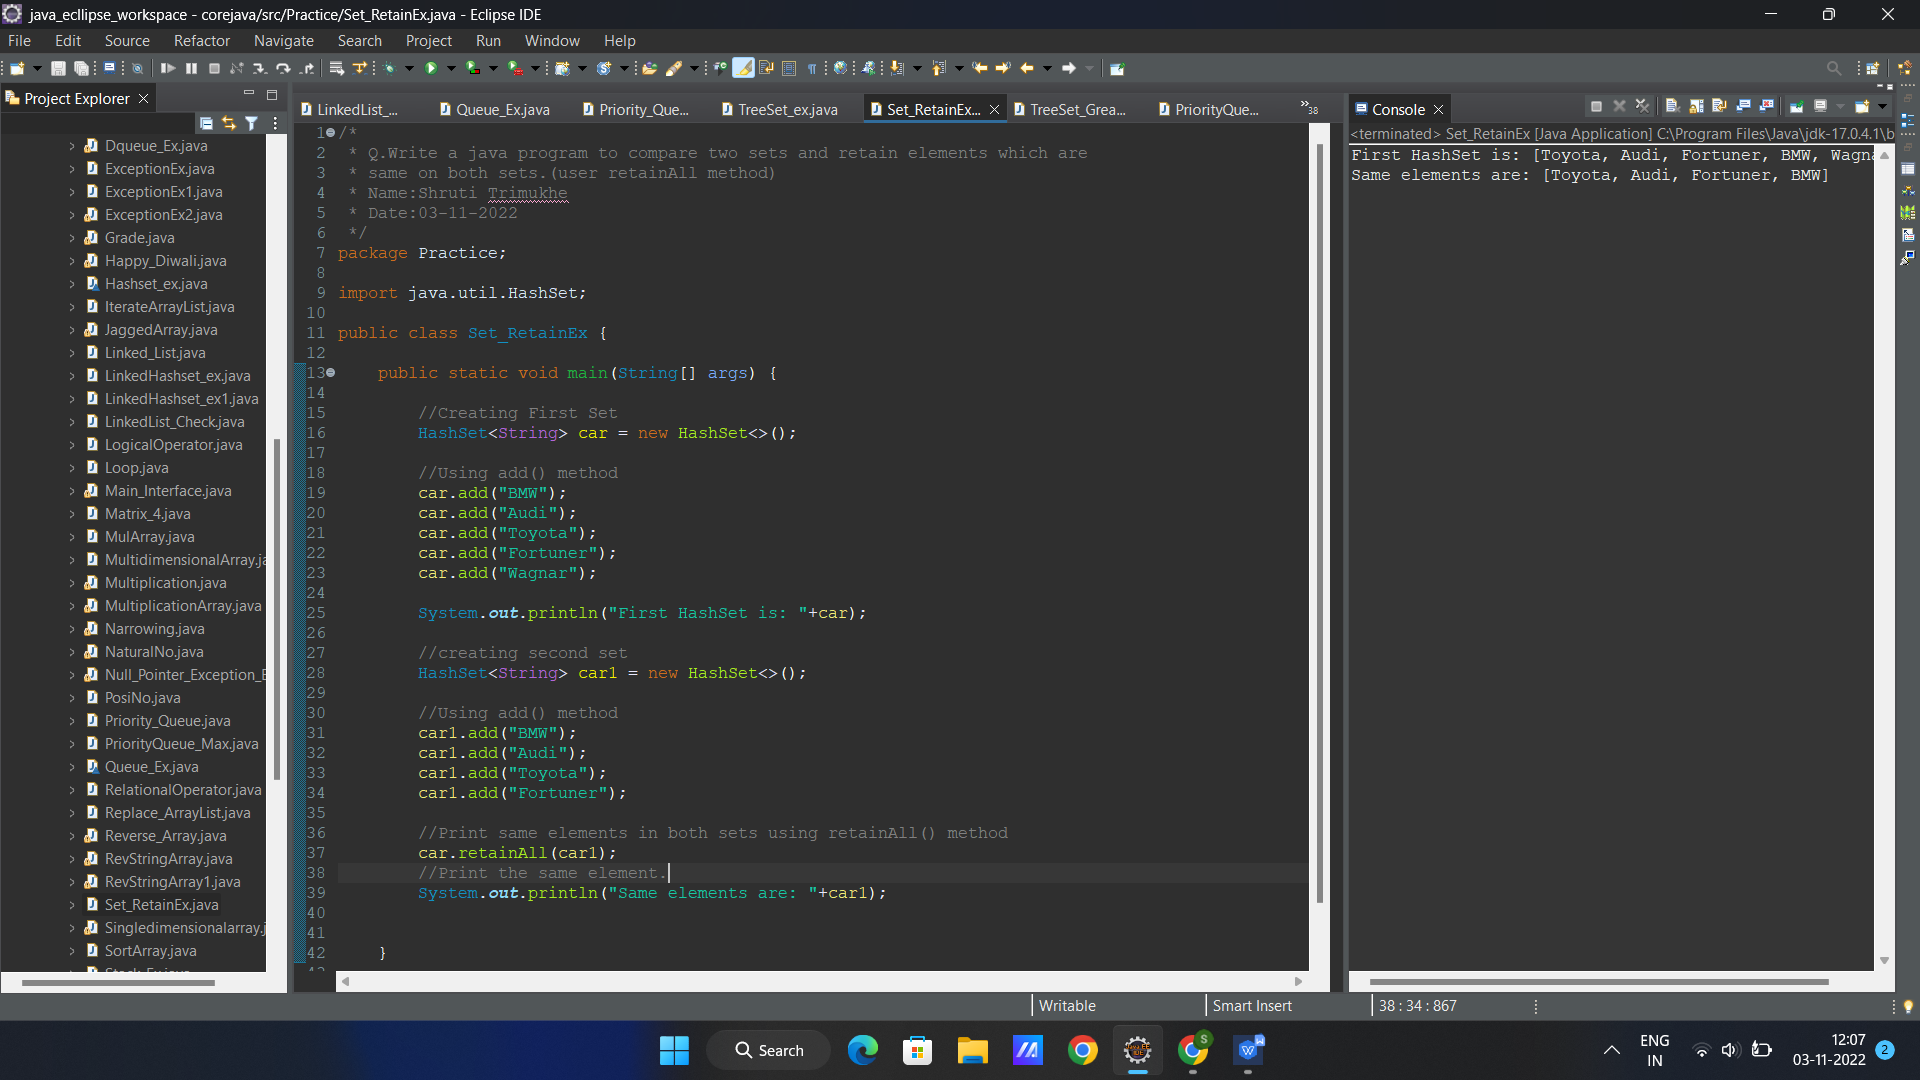 java_ecllipse_workspace - corejava/src/Practice/Set_RetainEx.java - Eclipse IDE
File Edit Source Refactor Navigate Search Project Run Window Help
Project Explorer
Dqueue_Ex.java
ExceptionEx.java
ExceptionEx1.java
ExceptionEx2.java
Grade.java
Happy_Diwali.java
Hashset_ex.java
IterateArrayList.java
JaggedArray.java
Linked_List.java
LinkedHashset_ex.java
LinkedHashset_ex1.java
LinkedList_Check.java
LogicalOperator.java
Loop.java
Main_Interface.java
Matrix_4.java
MulArray.java
MultidimensionalArray.ja
Multiplication.java
MultiplicationArray.java
Narrowing.java
NaturalNo.java
Null_Pointer_Exception_E
PosiNo.java
Priority_Queue.java
PriorityQueue_Max.java
Queue_Ex.java
RelationalOperator.java
Replace_ArrayList.java
Reverse_Array.java
RevStringArray.java
RevStringArray1.java
Set_RetainEx.java
Singledimensionalarray.j
SortArray.java
LinkedList_... Queue_Ex.java Priority_Que... TreeSet_ex.java Set_RetainEx... TreeSet_Grea... PriorityQue... »38
1 /*
2 * Q.Write a java program to compare two sets and retain elements which are
3 * same on both sets.(user retainAll method)
4 * Name:Shruti Trimukhe
5 * Date:03-11-2022
6 */
7 package Practice;
8
9 import java.util.HashSet;
10
11 public class Set_RetainEx {
12
13 public static void main(String[] args) {
14
15 //Creating First Set
16 HashSet<String> car = new HashSet<>();
17
18 //Using add() method
19 car.add("BMW");
20 car.add("Audi");
21 car.add("Toyota");
22 car.add("Fortuner");
23 car.add("Wagnar");
24
25 System.out.println("First HashSet is: "+car);
26
27 //creating second set
28 HashSet<String> car1 = new HashSet<>();
29
30 //Using add() method
31 car1.add("BMW");
32 car1.add("Audi");
33 car1.add("Toyota");
34 car1.add("Fortuner");
35
36 //Print same elements in both sets using retainAll() method
37 car.retainAll(car1);
38 //Print the same element.
39 System.out.println("Same elements are: "+car1);
40
41
42 }
Console
<terminated> Set_RetainEx [Java Application] C:\Program Files\Java\jdk-17.0.4.1\b
First HashSet is: [Toyota, Audi, Fortuner, BMW, Wagna
Same elements are: [Toyota, Audi, Fortuner, BMW]
Writable Smart Insert 38 : 34 : 867
Search
ENG
IN
12:07
03-11-2022
2